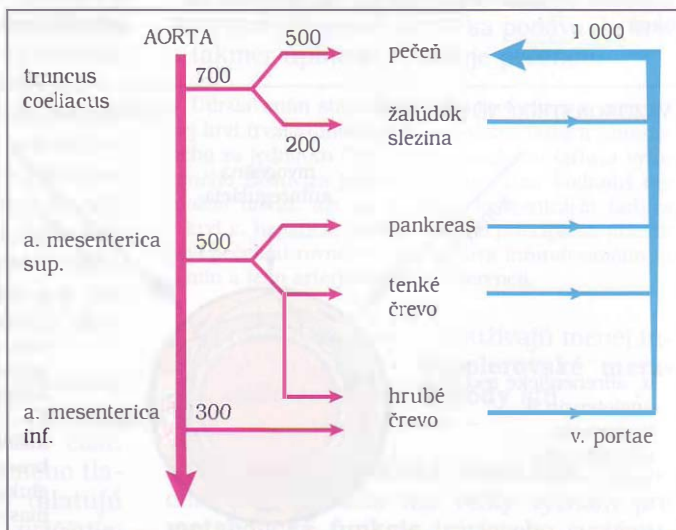 AORTA
500
pečeň
1 000
truncus
coeliacus
700
žalúdok
slezina
200
a. mesenterica
sup.
500
pankreas
tenké
črevo
a. mesenterica
inf.
300
hrubé
črevo
v. portae